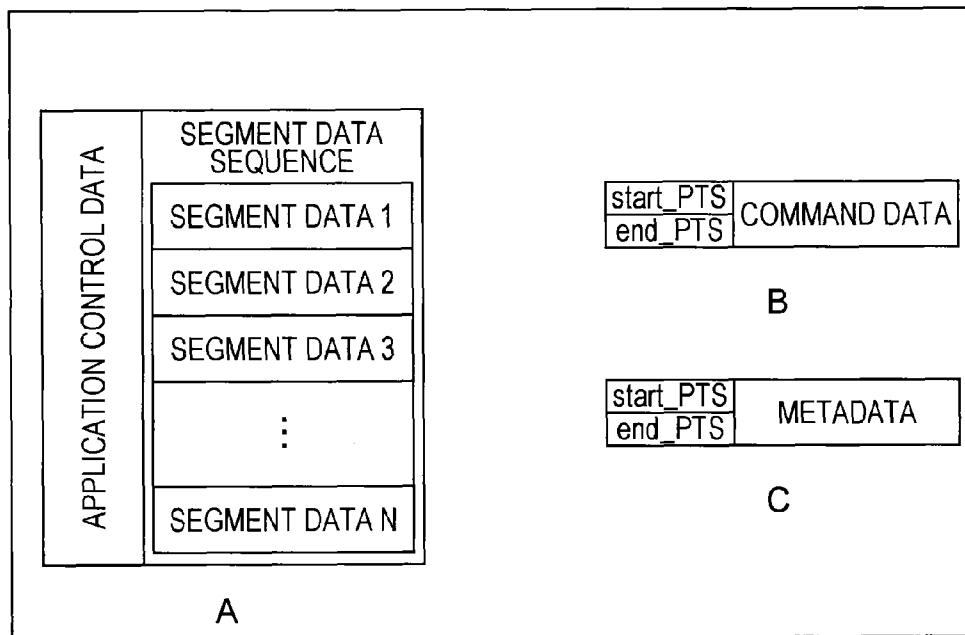 APPLICATION CONTROL DATA
SEGMENT DATA
SEQUENCE
SEGMENT DATA 1
SEGMENT DATA 2
SEGMENT DATA 3
⋮
SEGMENT DATA N
A
start_PTS
end_PTS
COMMAND DATA
B
start_PTS
end_PTS
METADATA
C